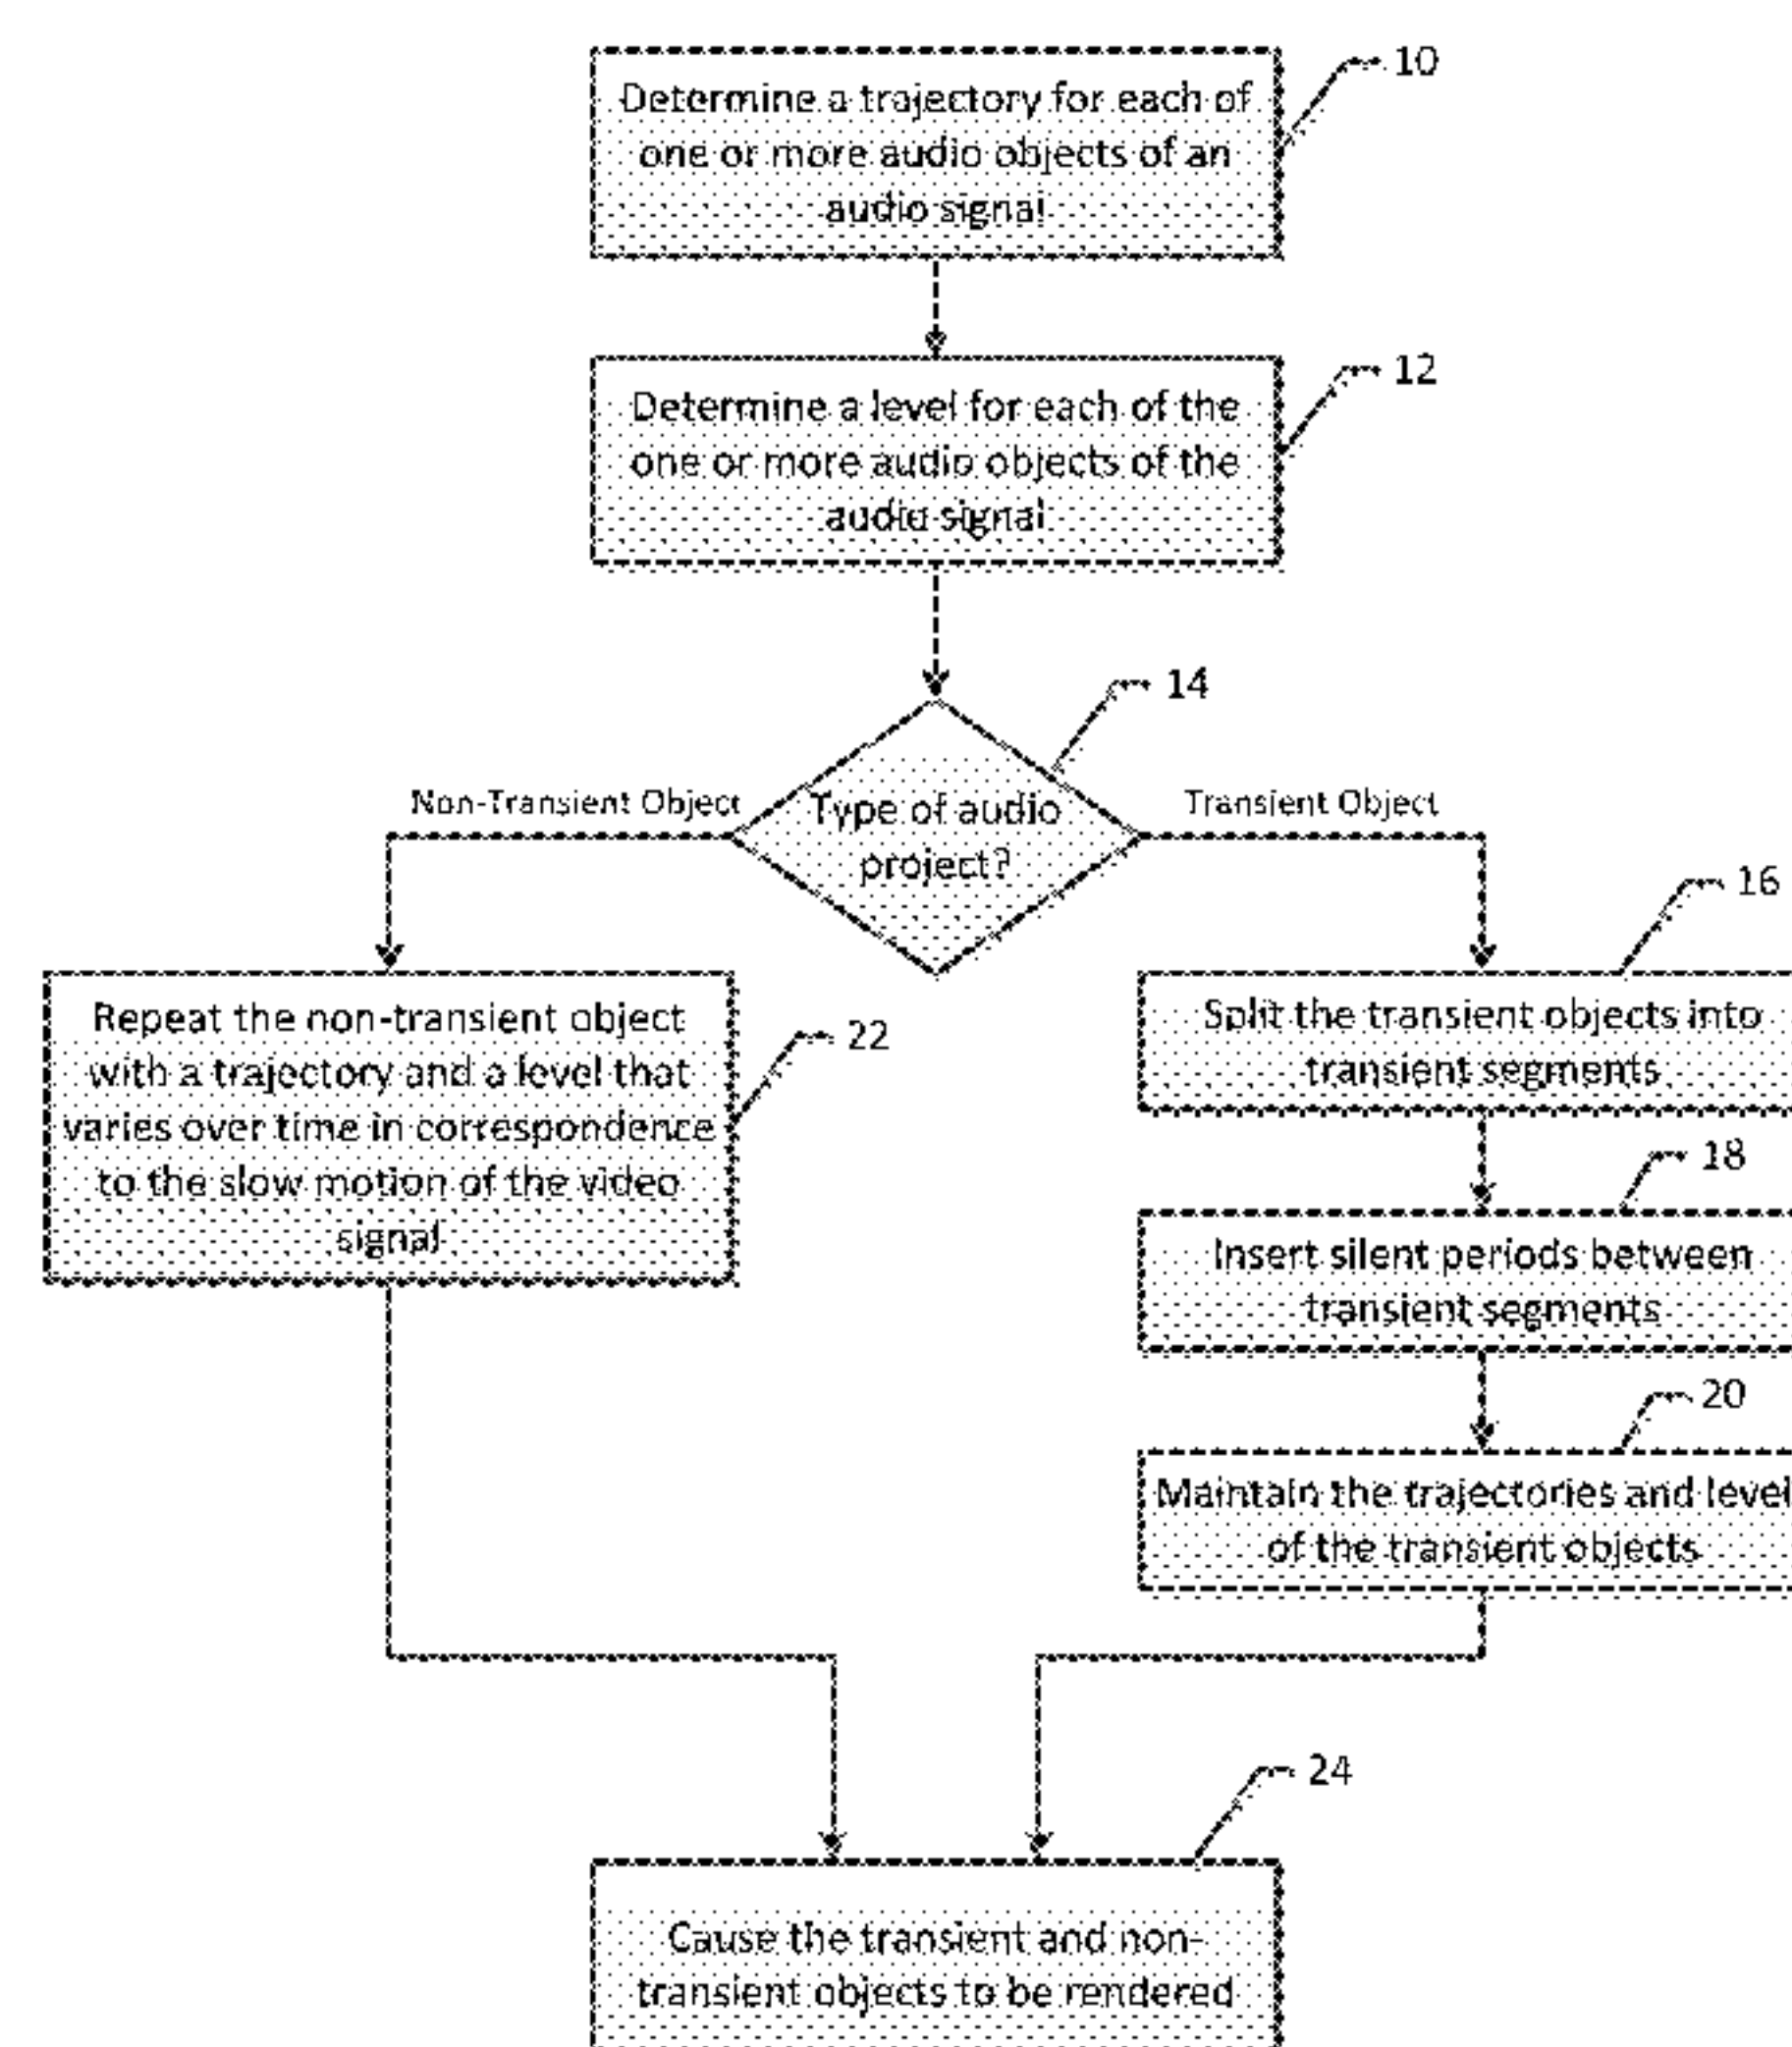 10
Determine a trajectory for each of
one or more audio objects of an
audio signal
12
Determine a level for each of the
one or more audio objects of the
audio signal
14
Non-Transient Object
Type of audio
project?
Transient Object
16
Repeat the non-transient object
with a trajectory and a level that
varies over time in correspondence
to the slow motion of the video
signal
22
Split the transient objects into
transient segments
18
Insert silent periods between
transient segments
20
Maintain the trajectories and level
of the transient objects
24
Cause the transient and non-
transient objects to be rendered